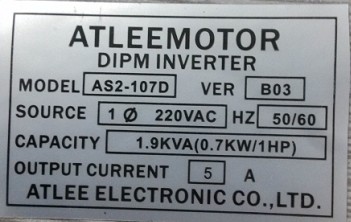 ATLEEMOTOR
DIPM INVERTER
MODEL AS2-107D VER B03
SOURCE 1 Ø 220VAC HZ 50/60
CAPACITY 1.9KVA(0.7KW/1HP)
OUTPUT CURRENT 5 A
ATLEE ELECTRONIC CO.,LTD.